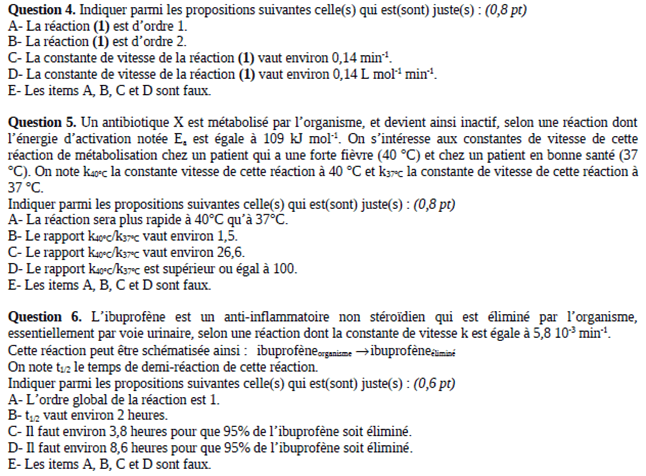 Question 4. Indiquer parmi les propositions suivantes celle(s) qui est(sont) juste(s) : (0,8 pt)
A- La réaction (1) est d'ordre 1.
B- La réaction (1) est d'ordre 2.
C- La constante de vitesse de la réaction (1) vaut environ 0,14 min⁻¹.
D- La constante de vitesse de la réaction (1) vaut environ 0,14 L mol⁻¹ min⁻¹.
E- Les items A, B, C et D sont faux.
Question 5. Un antibiotique X est métabolisé par l'organisme, et devient ainsi inactif, selon une réaction dont
l'énergie d'activation notée Eₐ est égale à 109 kJ mol⁻¹. On s'intéresse aux constantes de vitesse de cette
réaction de métabolisation chez un patient qui a une forte fièvre (40 °C) et chez un patient en bonne santé (37
°C). On note k₄₀°C la constante vitesse de cette réaction à 40 °C et k₃₇°C la constante de vitesse de cette réaction à
37 °C.
Indiquer parmi les propositions suivantes celle(s) qui est(sont) juste(s) : (0,8 pt)
A- La réaction sera plus rapide à 40°C qu'à 37°C.
B- Le rapport k₄₀°C/k₃₇°C vaut environ 1,5.
C- Le rapport k₄₀°C/k₃₇°C vaut environ 26,6.
D- Le rapport k₄₀°C/k₃₇°C est supérieur ou égal à 100.
E- Les items A, B, C et D sont faux.
Question 6. L'ibuprofène est un anti-inflammatoire non stéroïdien qui est éliminé par l'organisme,
essentiellement par voie urinaire, selon une réaction dont la constante de vitesse k est égale à 5,8 10⁻³ min⁻¹.
Cette réaction peut être schématisée ainsi : ibuprofène organisme → ibuprofène éliminé
On note t₁/₂ le temps de demi-réaction de cette réaction.
Indiquer parmi les propositions suivantes celle(s) qui est(sont) juste(s) : (0,6 pt)
A- L'ordre global de la réaction est 1.
B- t₁/₂ vaut environ 2 heures.
C- Il faut environ 3,8 heures pour que 95% de l'ibuprofène soit éliminé.
D- Il faut environ 8,6 heures pour que 95% de l'ibuprofène soit éliminé.
E- Les items A, B, C et D sont faux.